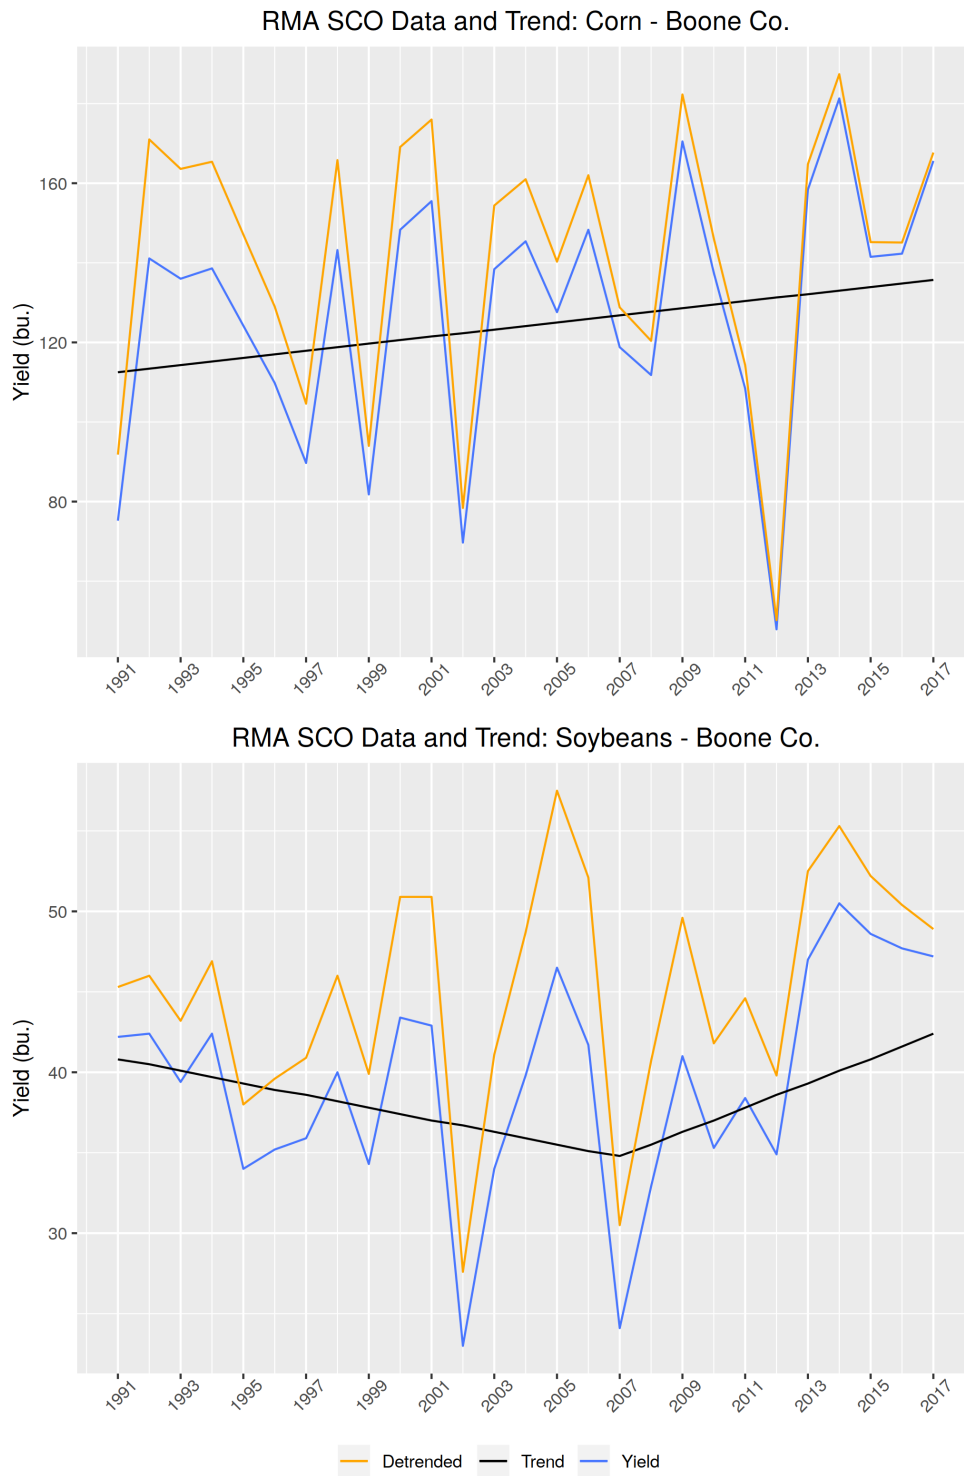 RMA SCO Data and Trend: Corn - Boone Co.
Yield (bu.)
160
120
80
1991 1993 1995 1997 1999 2001 2003 2005 2007 2009 2011 2013 2015 2017
RMA SCO Data and Trend: Soybeans - Boone Co.
Yield (bu.)
50
40
30
1991 1993 1995 1997 1999 2001 2003 2005 2007 2009 2011 2013 2015 2017
Detrended Trend Yield